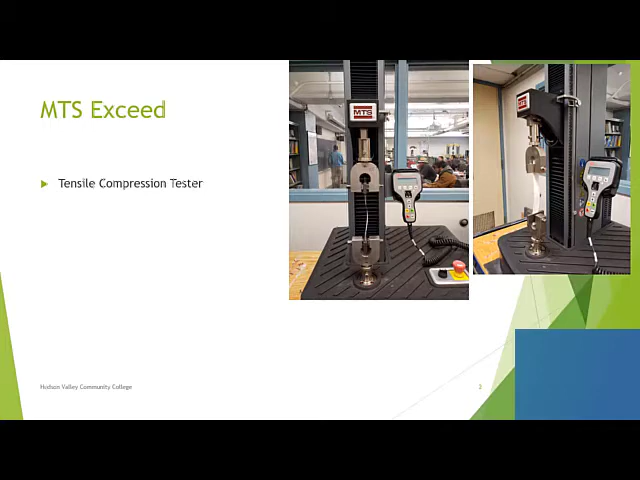 MTS Exceed
Tensile Compression Tester
MTS
MTS
Hudson Valley Community College
3